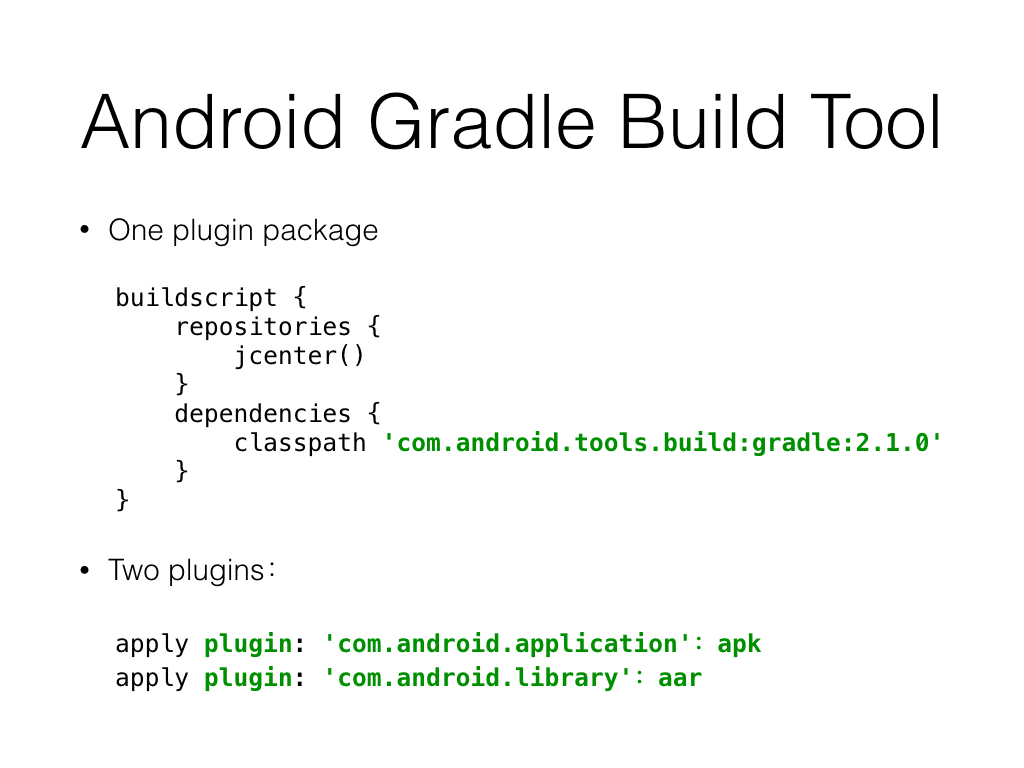 Android Gradle Build Tool
• One plugin package
buildscript {
    repositories {
        jcenter()
    }
    dependencies {
        classpath 'com.android.tools.build:gradle:2.1.0'
    }
}
• Two plugins：
apply plugin: 'com.android.application'：apk
apply plugin: 'com.android.library'：aar